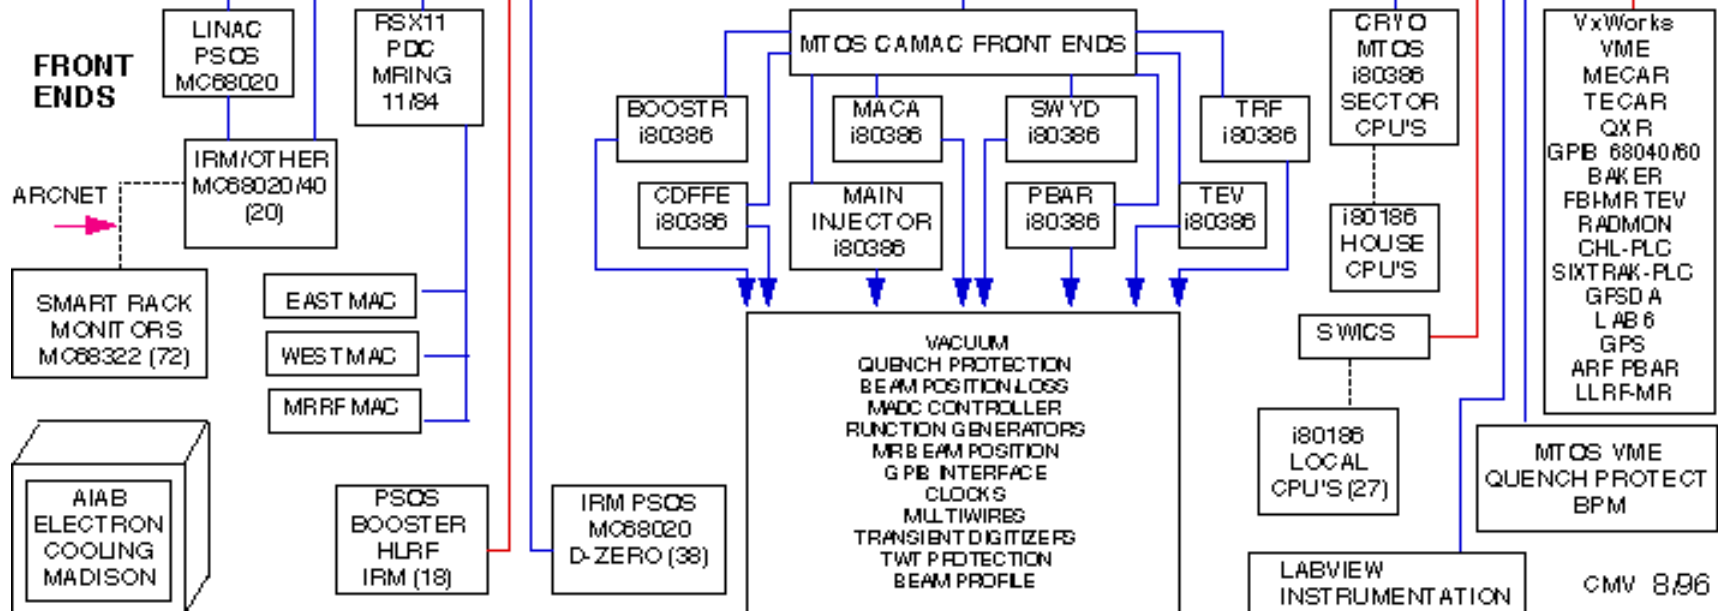 FRONT
ENDS
LINAC
PSOS
MC68020
RSX11
PDC
MRING
11/84
MTOS CAMAC FRONT ENDS
CRYO
MTOS
i80386
SECTOR
CPU'S
VxWorks
VME
MECAR
TECAR
QXR
GPIB 68040/60
BAKER
FBI-MR TEV
RADMON
CHL-PLC
SIXTRAK-PLC
GPSDA
LAB 6
GPS
ARF PBAR
LLRF-MR
BOOSTR
i80386
MACA
i80386
SWYD
i80386
TRF
i80386
IRM/OTHER
MC68020/40
(20)
ARCNET
CDFFE
i80386
MAIN
INJECTOR
i80386
PBAR
i80386
TEV
i80386
i80186
HOUSE
CPU'S
SMART RACK
MONITORS
MC68322 (72)
EAST MAC
WEST MAC
MRRF MAC
SWICS
VACUUM
QUENCH PROTECTION
BEAM POSITION/LOSS
MADC CONTROLLER
RUNCTION GENERATORS
MR BEAM POSITION
GPIB INTERFACE
CLOCKS
MULTIWIRES
TRANSIENT DIGITIZERS
TWT PROTECTION
BEAM PROFILE
i80186
LOCAL
CPU'S (27)
MTOS VME
QUENCH PROTECT
BPM
AIAB
ELECTRON
COOLING
MADISON
PSOS
BOOSTER
HLRF
IRM (18)
IRM PSOS
MC68020
D-ZERO (38)
LABVIEW
INSTRUMENTATION
CMV 8/96